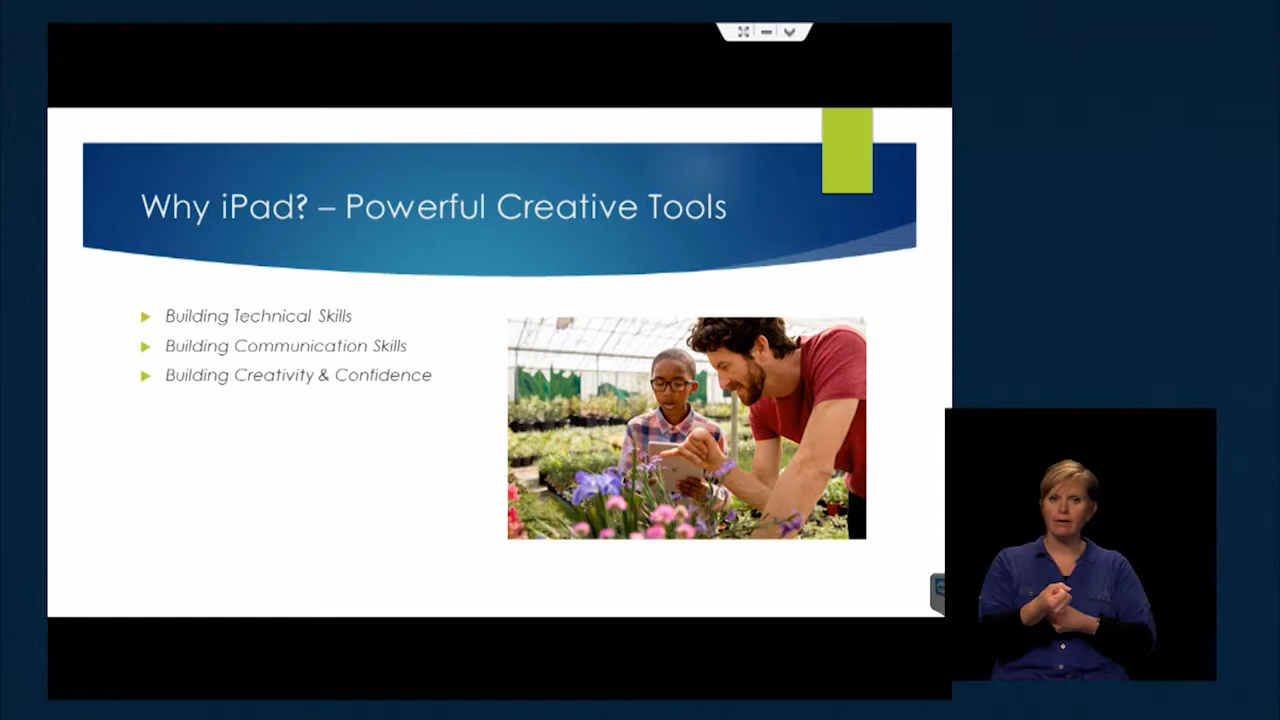 Why iPad? – Powerful Creative Tools
Building Technical Skills
Building Communication Skills
Building Creativity & Confidence